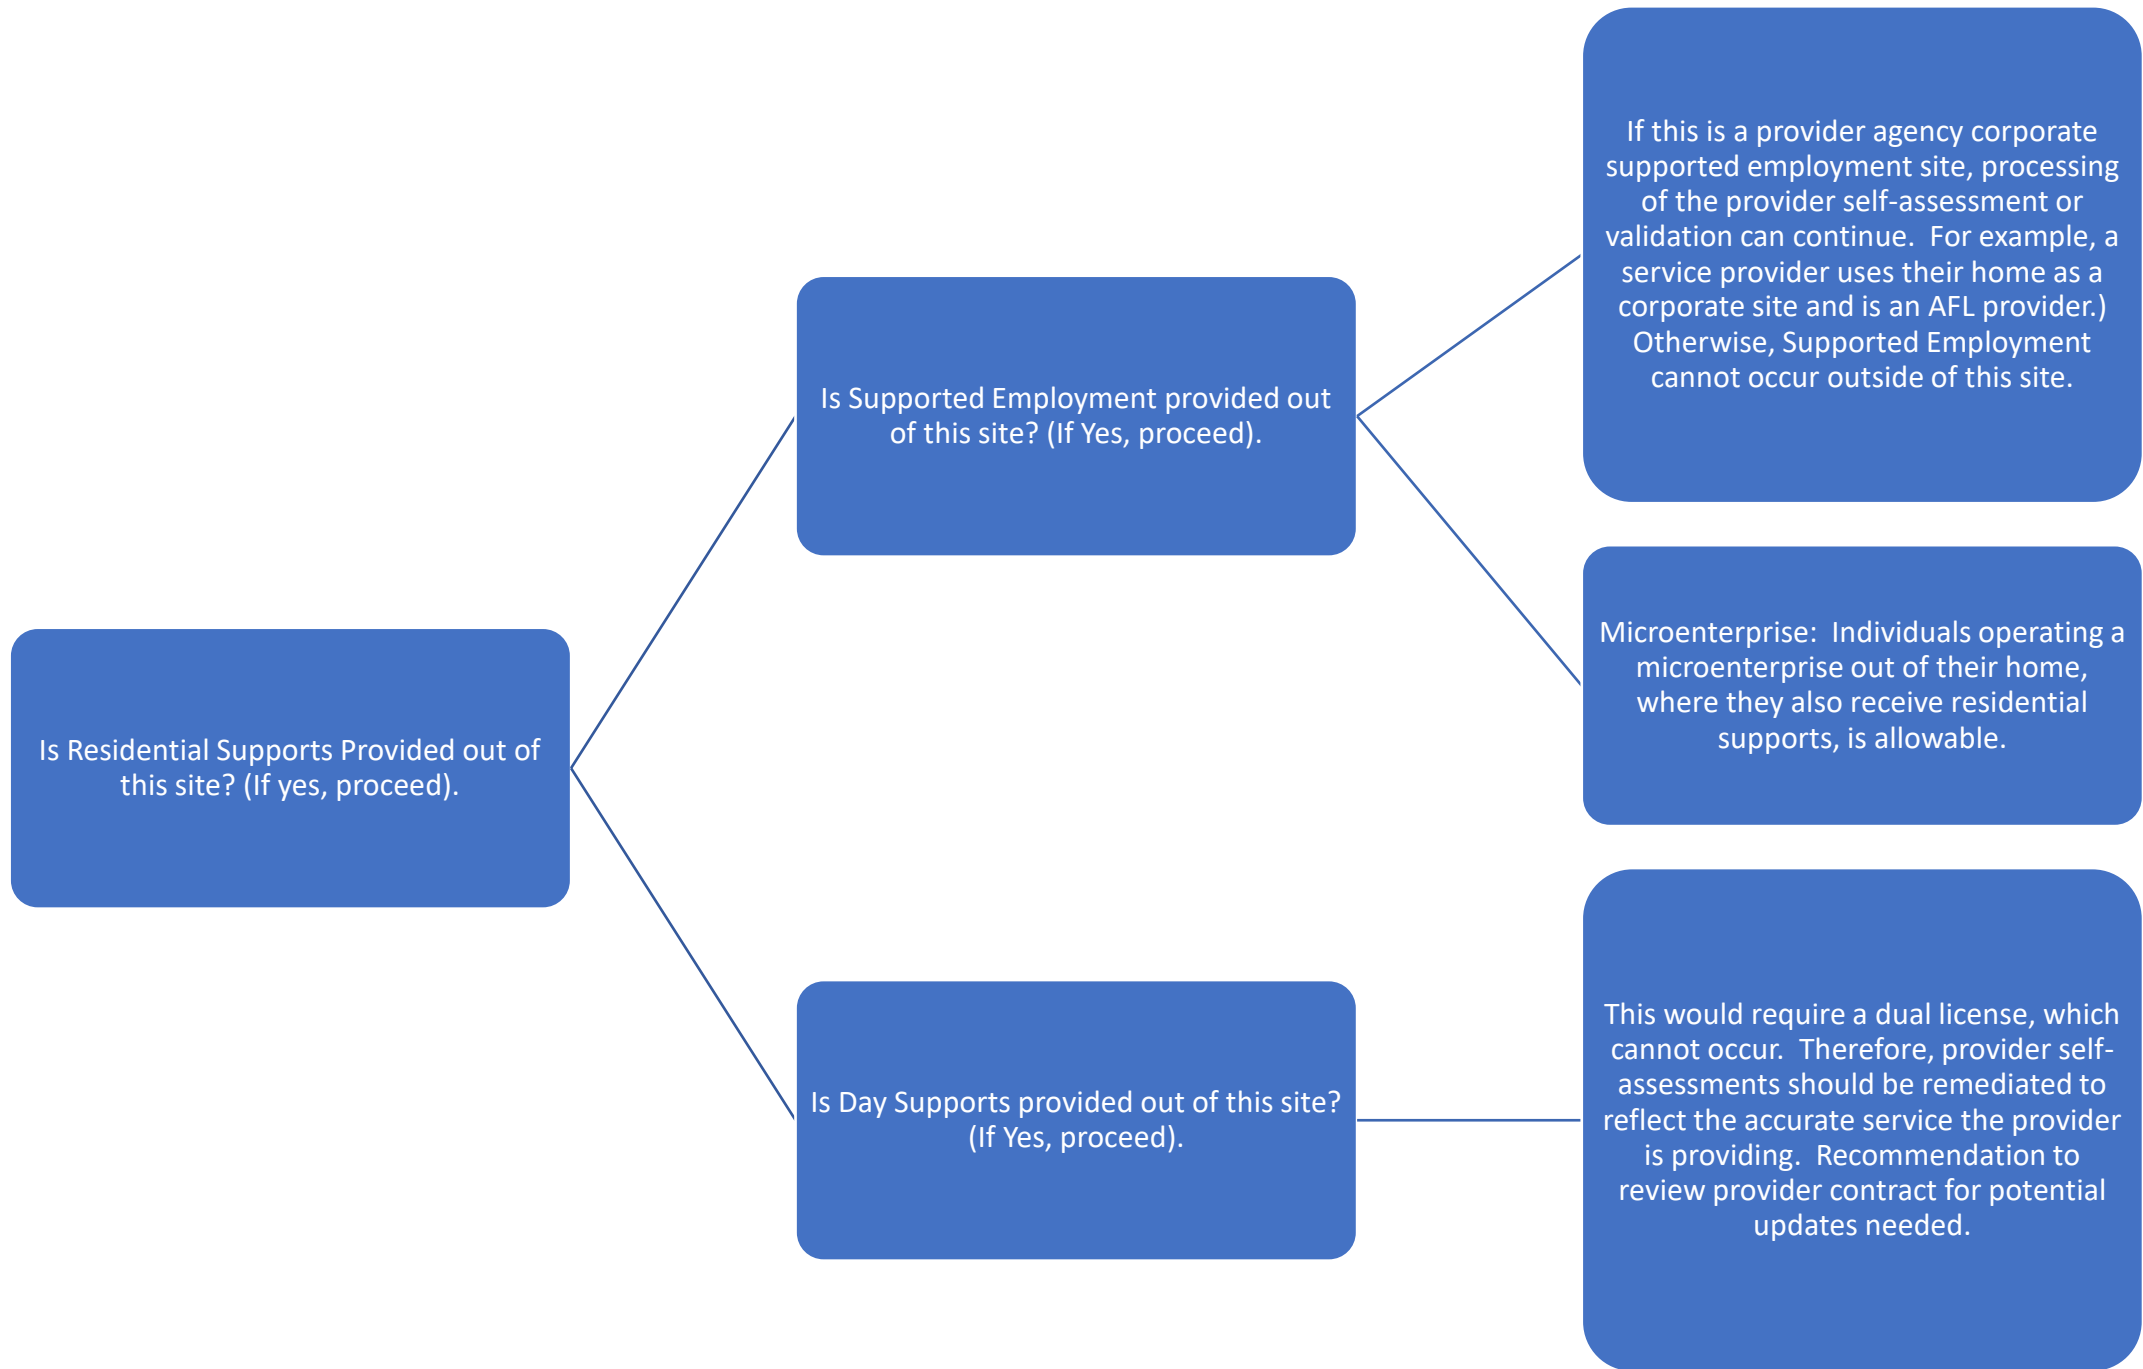 Is Residential Supports Provided out of
this site? (If yes, proceed).
Is Supported Employment provided out
of this site? (If Yes, proceed).
If this is a provider agency corporate
supported employment site, processing
of the provider self-assessment or
validation can continue.  For example, a
service provider uses their home as a
corporate site and is an AFL provider.)
Otherwise, Supported Employment
cannot occur outside of this site.
Microenterprise:  Individuals operating a
microenterprise out of their home,
where they also receive residential
supports, is allowable.
Is Day Supports provided out of this site?
(If Yes, proceed).
This would require a dual license, which
cannot occur.  Therefore, provider self-
assessments should be remediated to
reflect the accurate service the provider
is providing.  Recommendation to
review provider contract for potential
updates needed.